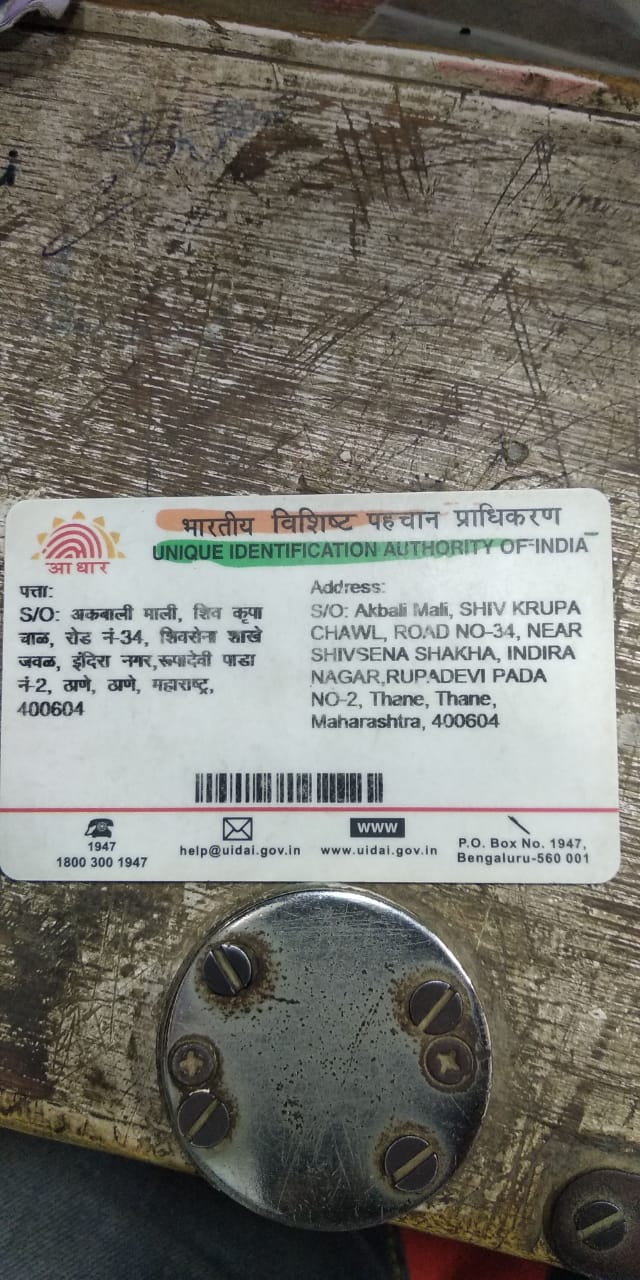 भारतीय विशिष्ट पहचान प्राधिकरण
UNIQUE IDENTIFICATION AUTHORITY OF INDIA
आधार
पत्ता:
S/O: अकबाली माली, शिव कृपा
चाळ, रोड नं-34, शिवसेना शाखे
जवळ, इंदिरा नगर,रूपादेवी पाडा
नं-2, ठाणे, ठाणे, महाराष्ट्र,
400604
Address:
S/O: Akbali Mali, SHIV KRUPA
CHAWL, ROAD NO-34, NEAR
SHIVSENA SHAKHA, INDIRA
NAGAR,RUPADEVI PADA
NO-2, Thane, Thane,
Maharashtra, 400604
1947
1800 300 1947
help@uidai.gov.in
WWW
www.uidai.gov.in
P.O. Box No. 1947,
Bengaluru-560 001